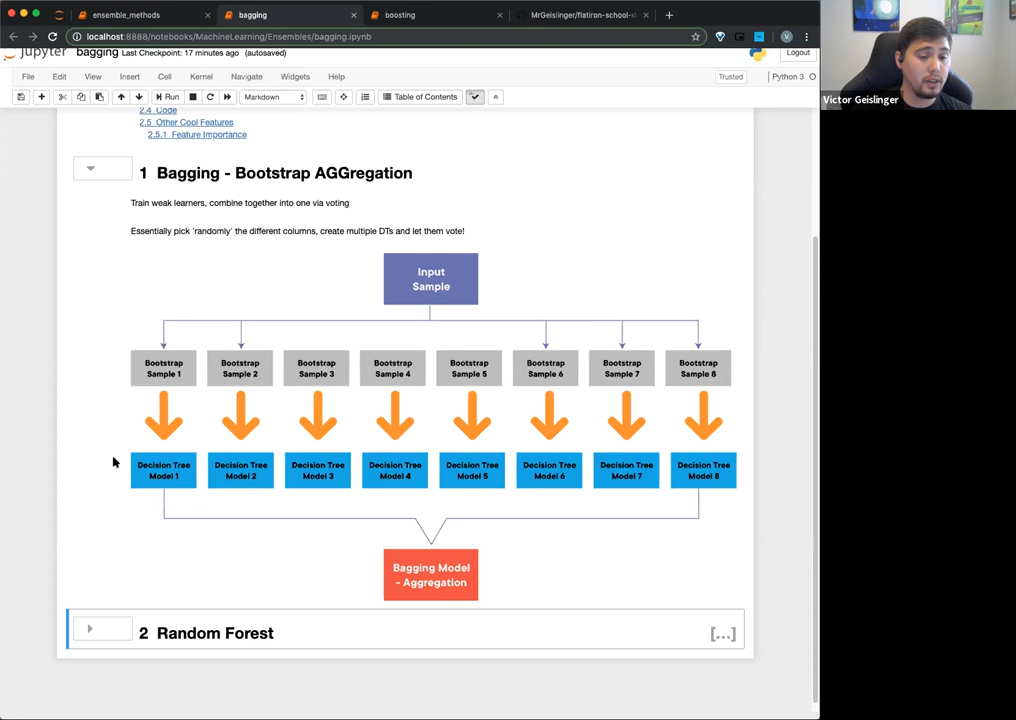 ensemble_methods
bagging
boosting
MrGeislinger/flatiron-school-
localhost:8888/notebooks/MachineLearning/Ensembles/bagging.ipynb
jupyter bagging Last Checkpoint: 17 minutes ago (autosaved)
Logout
File Edit View Insert Cell Kernel Navigate Widgets Help
Trusted
Python 3
Run
Markdown
Table of Contents
Victor Geislinger
2.4 Code
2.5 Other Cool Features
2.5.1 Feature Importance
1 Bagging - Bootstrap AGGregation
Train weak learners, combine together into one via voting
Essentially pick 'randomly' the different columns, create multiple DTs and let them vote!
Input
Sample
Bootstrap
Sample 1
Bootstrap
Sample 2
Bootstrap
Sample 3
Bootstrap
Sample 4
Bootstrap
Sample 5
Bootstrap
Sample 6
Bootstrap
Sample 7
Bootstrap
Sample 8
Decision Tree
Model 1
Decision Tree
Model 2
Decision Tree
Model 3
Decision Tree
Model 4
Decision Tree
Model 5
Decision Tree
Model 6
Decision Tree
Model 7
Decision Tree
Model 8
Bagging Model
- Aggregation
2 Random Forest
[...]